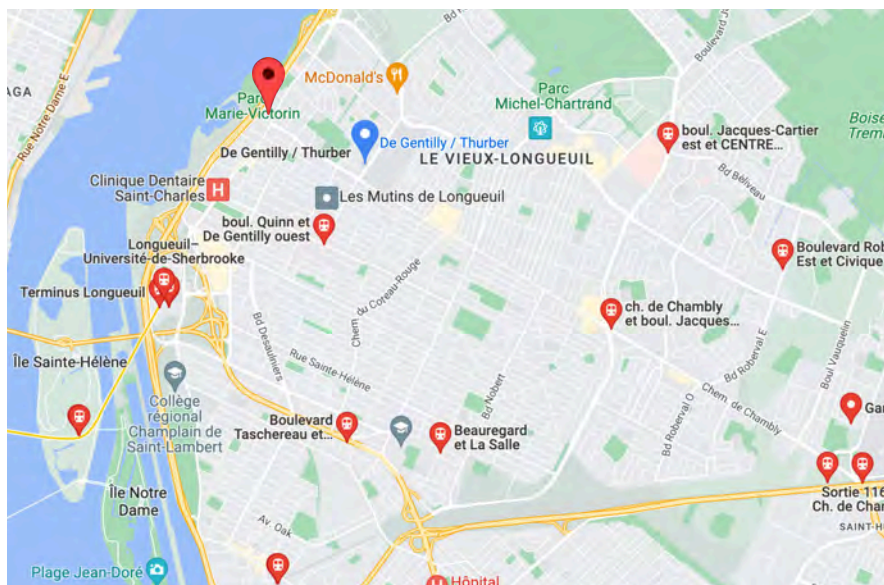 Bd R
Boulevard J
AGA
McDonald's
Parc
Marie-Victorin
Parc
Michel-Chartrand
Boise
Trem
Rue Notre Dame E
boul. Jacques-Cartier
est et CENTRE...
De Gentilly / Thurber
De Gentilly / Thurber
LE VIEUX-LONGUEUIL
Bd Béliveau
Clinique Dentaire
Saint-Charles
H
Les Mutins de Longueuil
boul. Quinn et
De Gentilly ouest
Longueuil–
Université-de-Sherbrooke
Boulevard Rob
Est et Civique
Terminus Longueuil
Chem. du Coteau-Rouge
ch. de Chambly
et boul. Jacques...
Bd Desaulniers
Bd Roberval E
Boul Vauquelin
Île Sainte-Hélène
Rue Sainte Hélène
Collège
régional
Champlain de
Saint-Lambert
Bd Nobert
Chem. de Chambly
Bd Roberval O
Gar
Boulevard
Taschereau et...
Beauregard
et La Salle
Île Notre
Dame
Sortie 116
Ch. de Char
SAINT-H
Av. Oak
Plage Jean-Doré
H
Hôpital